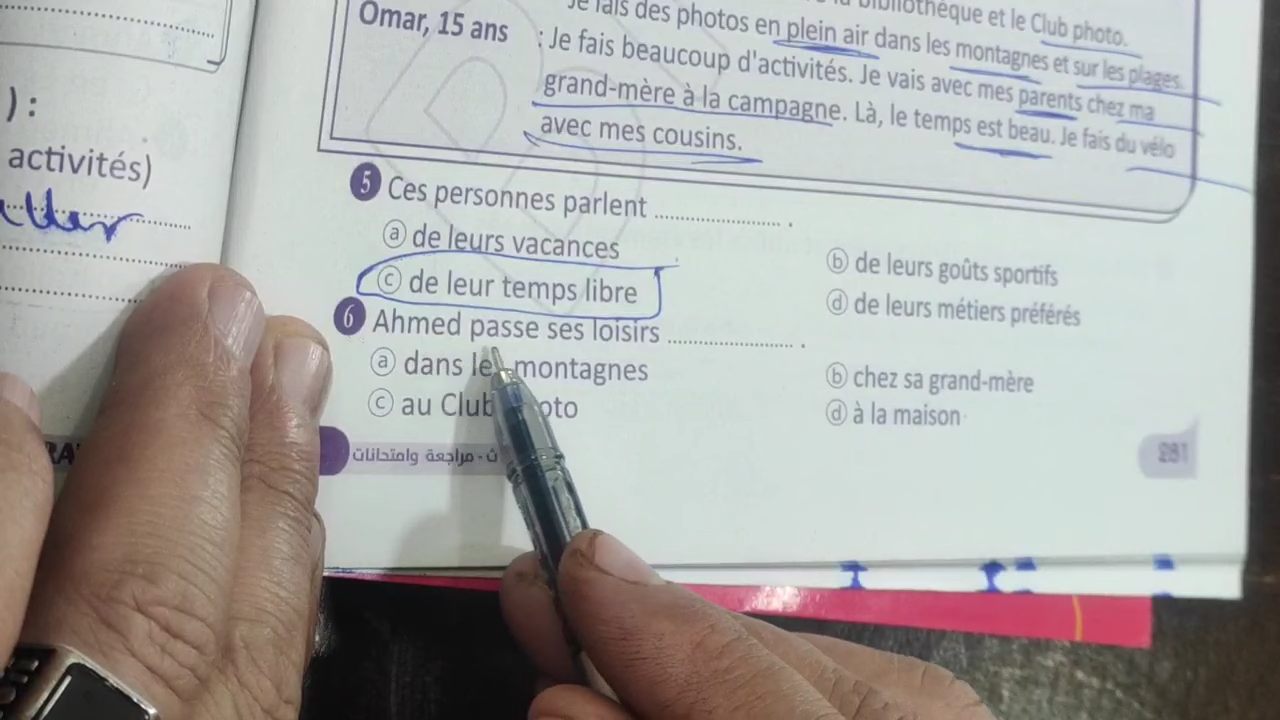 bibliothèque et le Club photo.
Je fais des photos en plein air dans les montagnes et sur les plages.
Omar, 15 ans : Je fais beaucoup d'activités. Je vais avec mes parents chez ma
grand-mère à la campagne. Là, le temps est beau. Je fais du vélo
avec mes cousins.
) :
activités)
5 Ces personnes parlent .................... .
a de leurs vacances
b de leurs goûts sportifs
c de leur temps libre
d de leurs métiers préférés
6 Ahmed passe ses loisirs .................... .
a dans les montagnes
b chez sa grand-mère
c au Club photo
d à la maison
ث - مراجعة وامتحانات
281